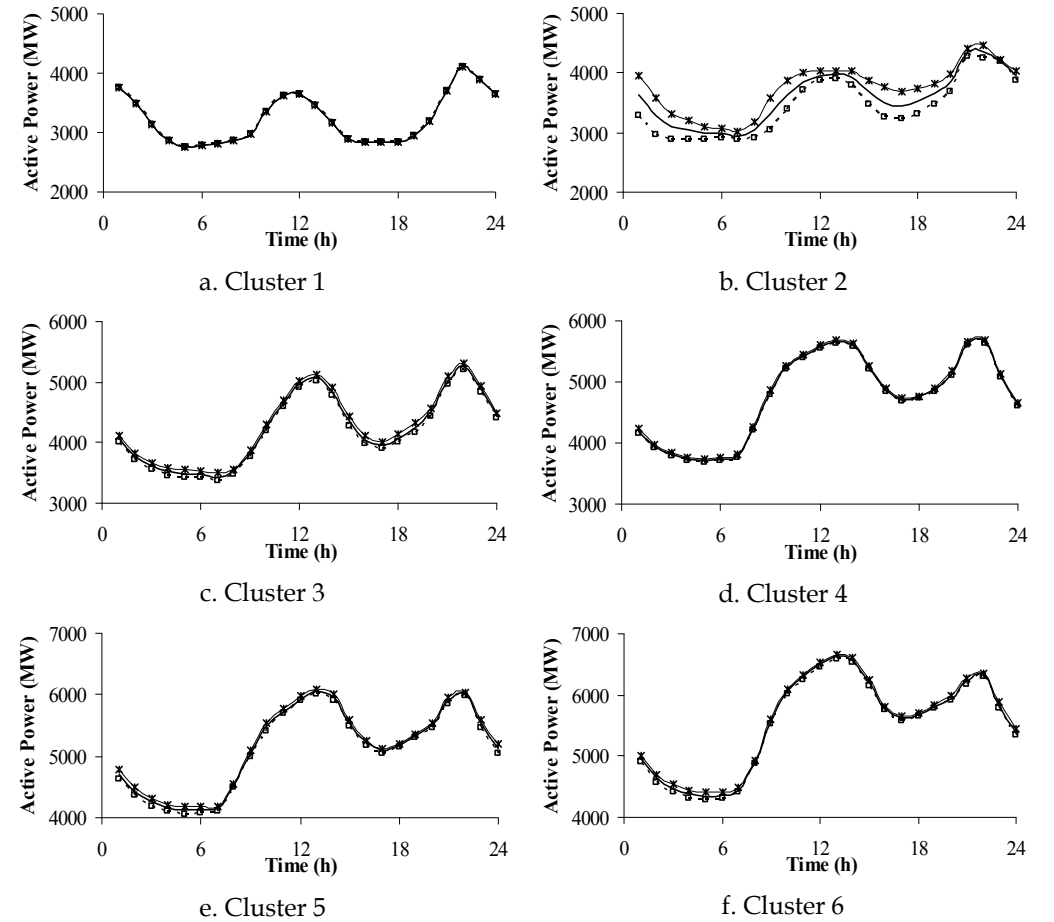 Active Power (MW)
5000
4000
3000
2000
0 6 12 18 24
Time (h)
a. Cluster 1
Active Power (MW)
5000
4000
3000
2000
0 6 12 18 24
Time (h)
b. Cluster 2
Active Power (MW)
6000
5000
4000
3000
0 6 12 18 24
Time (h)
c. Cluster 3
Active Power (MW)
6000
5000
4000
3000
0 6 12 18 24
Time (h)
d. Cluster 4
Active Power (MW)
7000
6000
5000
4000
0 6 12 18 24
Time (h)
e. Cluster 5
Active Power (MW)
7000
6000
5000
4000
0 6 12 18 24
Time (h)
f. Cluster 6